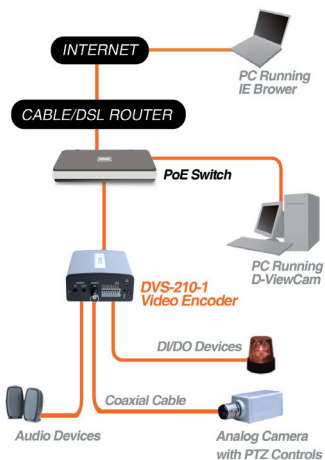 INTERNET
PC Running
IE Brower
CABLE/DSL ROUTER
PoE Switch
PC Running
D-ViewCam
DVS-210-1
Video Encoder
DI/DO Devices
Coaxial Cable
Audio Devices
Analog Camera
with PTZ Controls